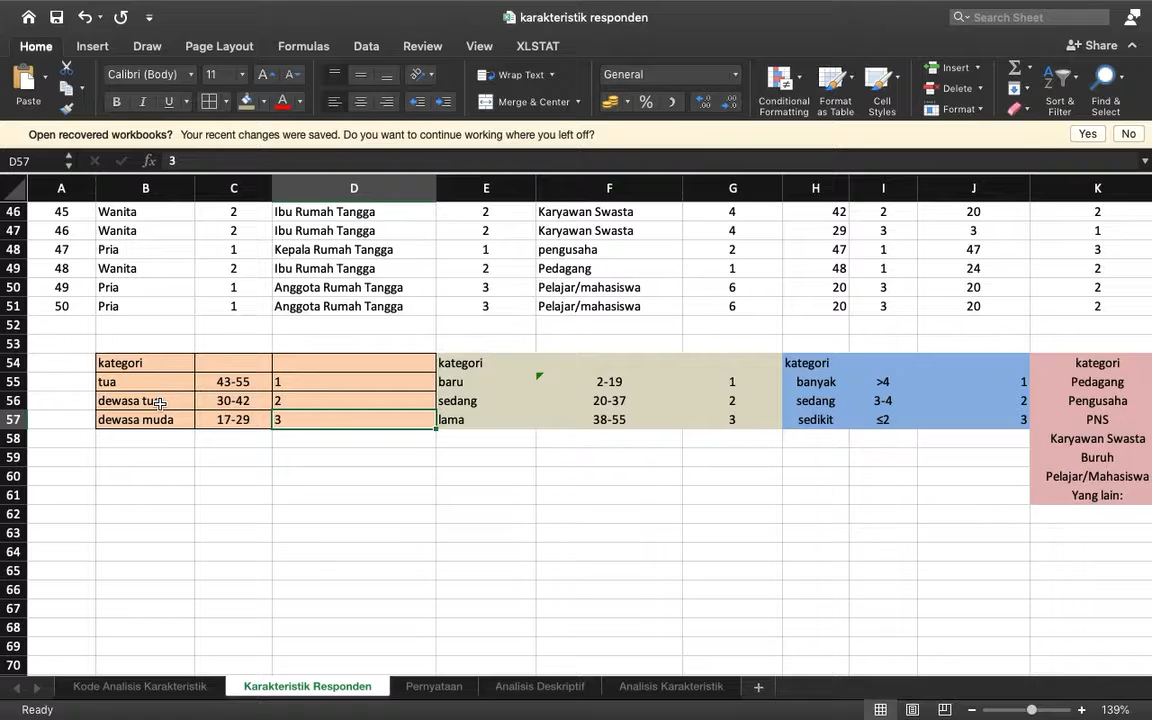 karakteristik responden
Search Sheet
Home Insert Draw Page Layout Formulas Data Review View XLSTAT
Share
Paste
Calibri (Body) 11 A A
B I U A
Wrap Text
Merge & Center
General
%
Conditional Formatting
Format as Table
Cell Styles
Insert
Delete
Format
Sort & Filter
Find & Select
Open recovered workbooks? Your recent changes were saved. Do you want to continue working where you left off? Yes No
D57 fx 3
A B C D E F G H I J K
46 45 Wanita 2 Ibu Rumah Tangga 2 Karyawan Swasta 4 42 2 20 2
47 46 Wanita 2 Ibu Rumah Tangga 2 Karyawan Swasta 4 29 3 3 1
48 47 Pria 1 Kepala Rumah Tangga 1 pengusaha 2 47 1 47 3
49 48 Wanita 2 Ibu Rumah Tangga 2 Pedagang 1 48 1 24 2
50 49 Pria 1 Anggota Rumah Tangga 3 Pelajar/mahasiswa 6 20 3 20 2
51 50 Pria 1 Anggota Rumah Tangga 3 Pelajar/mahasiswa 6 20 3 20 2
52
53
54 kategori kategori kategori kategori
55 tua 43-55 1 baru 2-19 1 banyak >4 1 Pedagang
56 dewasa tua 30-42 2 sedang 20-37 2 sedang 3-4 2 Pengusaha
57 dewasa muda 17-29 3 lama 38-55 3 sedikit ≤2 3 PNS
58 Karyawan Swasta
59 Buruh
60 Pelajar/Mahasiswa
61 Yang lain:
62
63
64
65
66
67
68
69
70
Kode Analisis Karakteristik Karakteristik Responden Pernyataan Analisis Deskriptif Analisis Karakteristik
Ready 139%